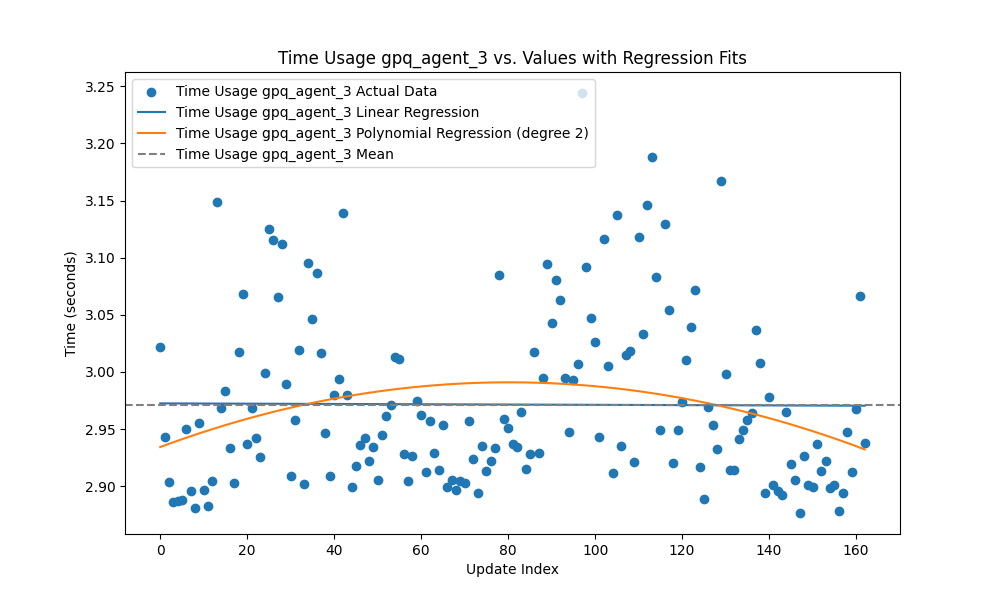 Time Usage gpq_agent_3 vs. Values with Regression Fits
Time Usage gpq_agent_3 Actual Data
Time Usage gpq_agent_3 Linear Regression
Time Usage gpq_agent_3 Polynomial Regression (degree 2)
Time Usage gpq_agent_3 Mean
Time (seconds)
3.25
3.20
3.15
3.10
3.05
3.00
2.95
2.90
0 20 40 60 80 100 120 140 160
Update Index